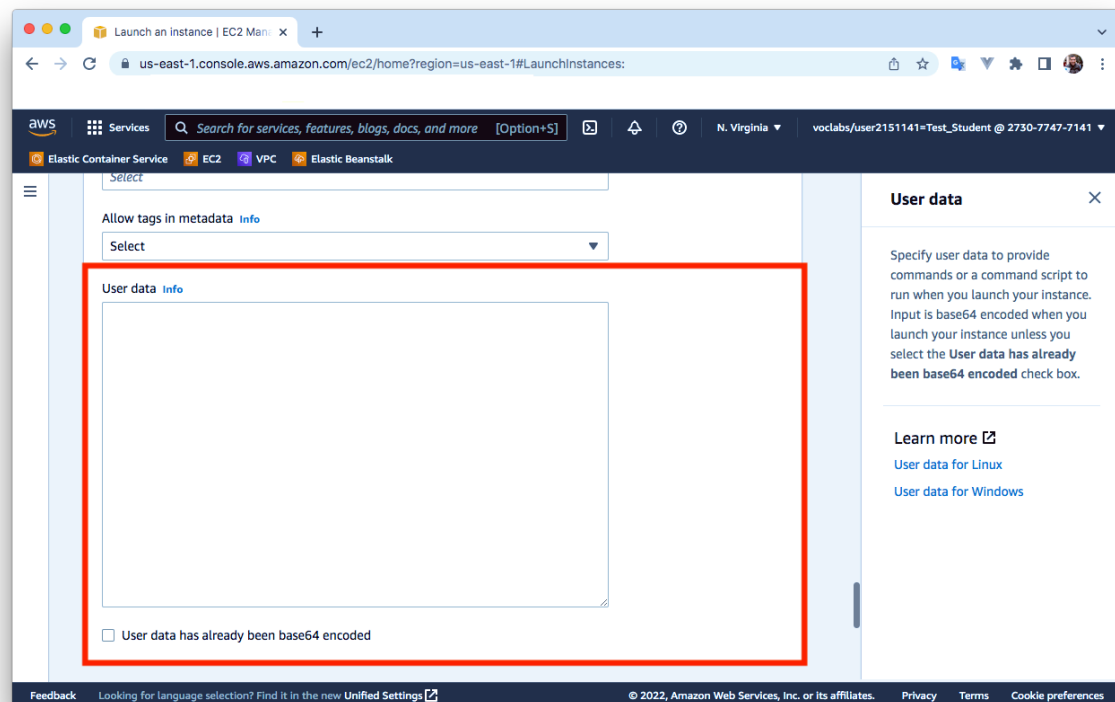 Launch an instance | EC2 Mana
us-east-1.console.aws.amazon.com/ec2/home?region=us-east-1#LaunchInstances:
aws
Services
Search for services, features, blogs, docs, and more [Option+S]
N. Virginia
voclabs/user2151141=Test_Student @ 2730-7747-7141
Elastic Container Service
EC2
VPC
Elastic Beanstalk
Select
Allow tags in metadata Info
Select
User data Info
User data has already been base64 encoded
User data
Specify user data to provide
commands or a command script to
run when you launch your instance.
Input is base64 encoded when you
launch your instance unless you
select the User data has already
been base64 encoded check box.
Learn more
User data for Linux
User data for Windows
Feedback
Looking for language selection? Find it in the new Unified Settings
© 2022, Amazon Web Services, Inc. or its affiliates.
Privacy
Terms
Cookie preferences